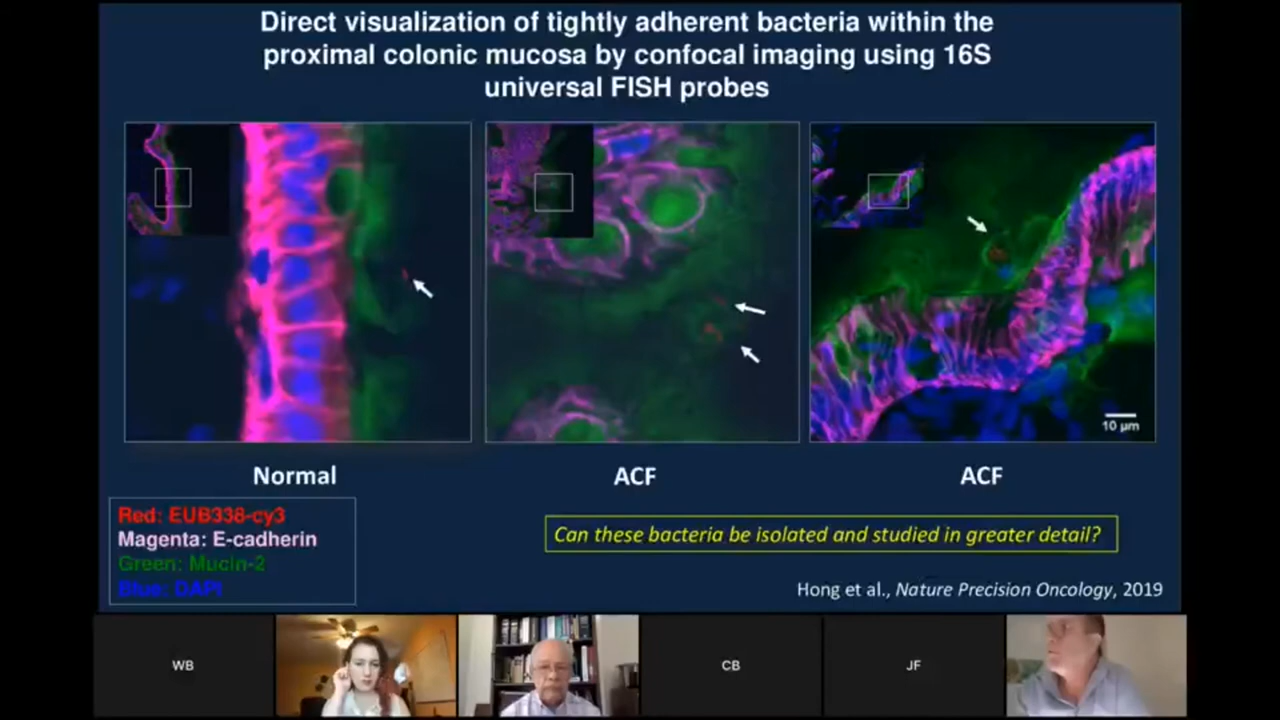 Direct visualization of tightly adherent bacteria within the
proximal colonic mucosa by confocal imaging using 16S
universal FISH probes
10 µm
Normal
ACF
ACF
Red: EUB338-cy3
Magenta: E-cadherin
Green: Mucin-2
Blue: DAPI
Can these bacteria be isolated and studied in greater detail?
Hong et al., Nature Precision Oncology, 2019
WB
CB
JF